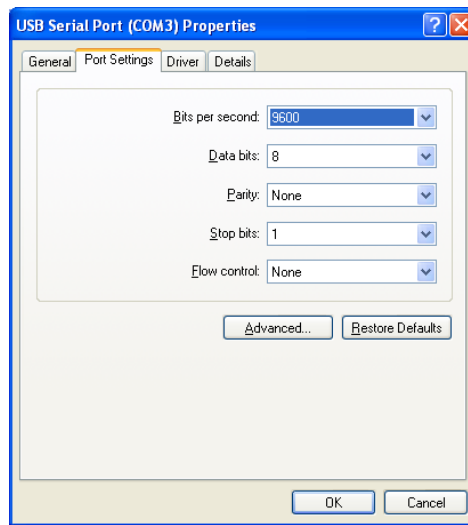 USB Serial Port (COM3) Properties
General Port Settings Driver Details
Bits per second: 9600
Data bits: 8
Parity: None
Stop bits: 1
Flow control: None
Advanced... Restore Defaults
OK Cancel